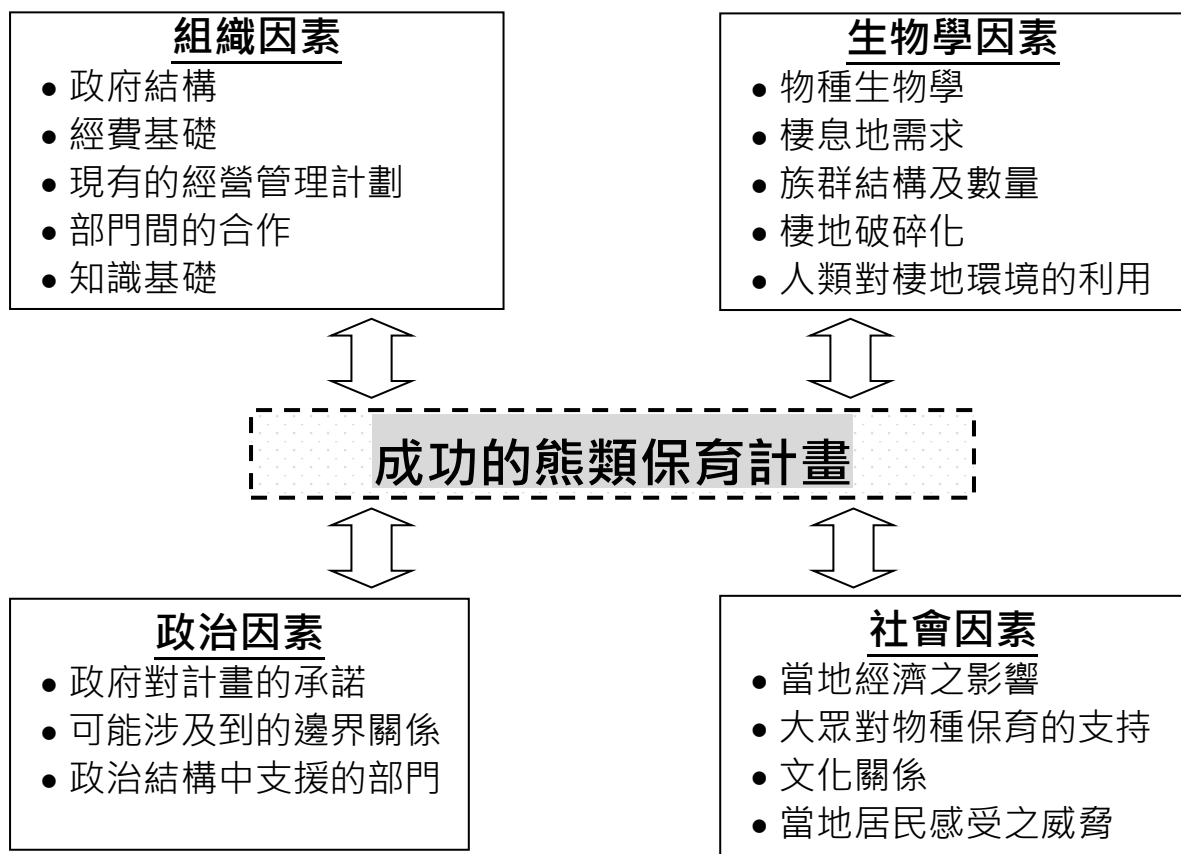 組織因素
● 政府結構
● 經費基礎
● 現有的經營管理計劃
● 部門間的合作
● 知識基礎
生物學因素
● 物種生物學
● 棲息地需求
● 族群結構及數量
● 棲地破碎化
● 人類對棲地環境的利用
成功的熊類保育計畫
政治因素
● 政府對計畫的承諾
● 可能涉及到的邊界關係
● 政治結構中支援的部門
社會因素
● 當地經濟之影響
● 大眾對物種保育的支持
● 文化關係
● 當地居民感受之威脅